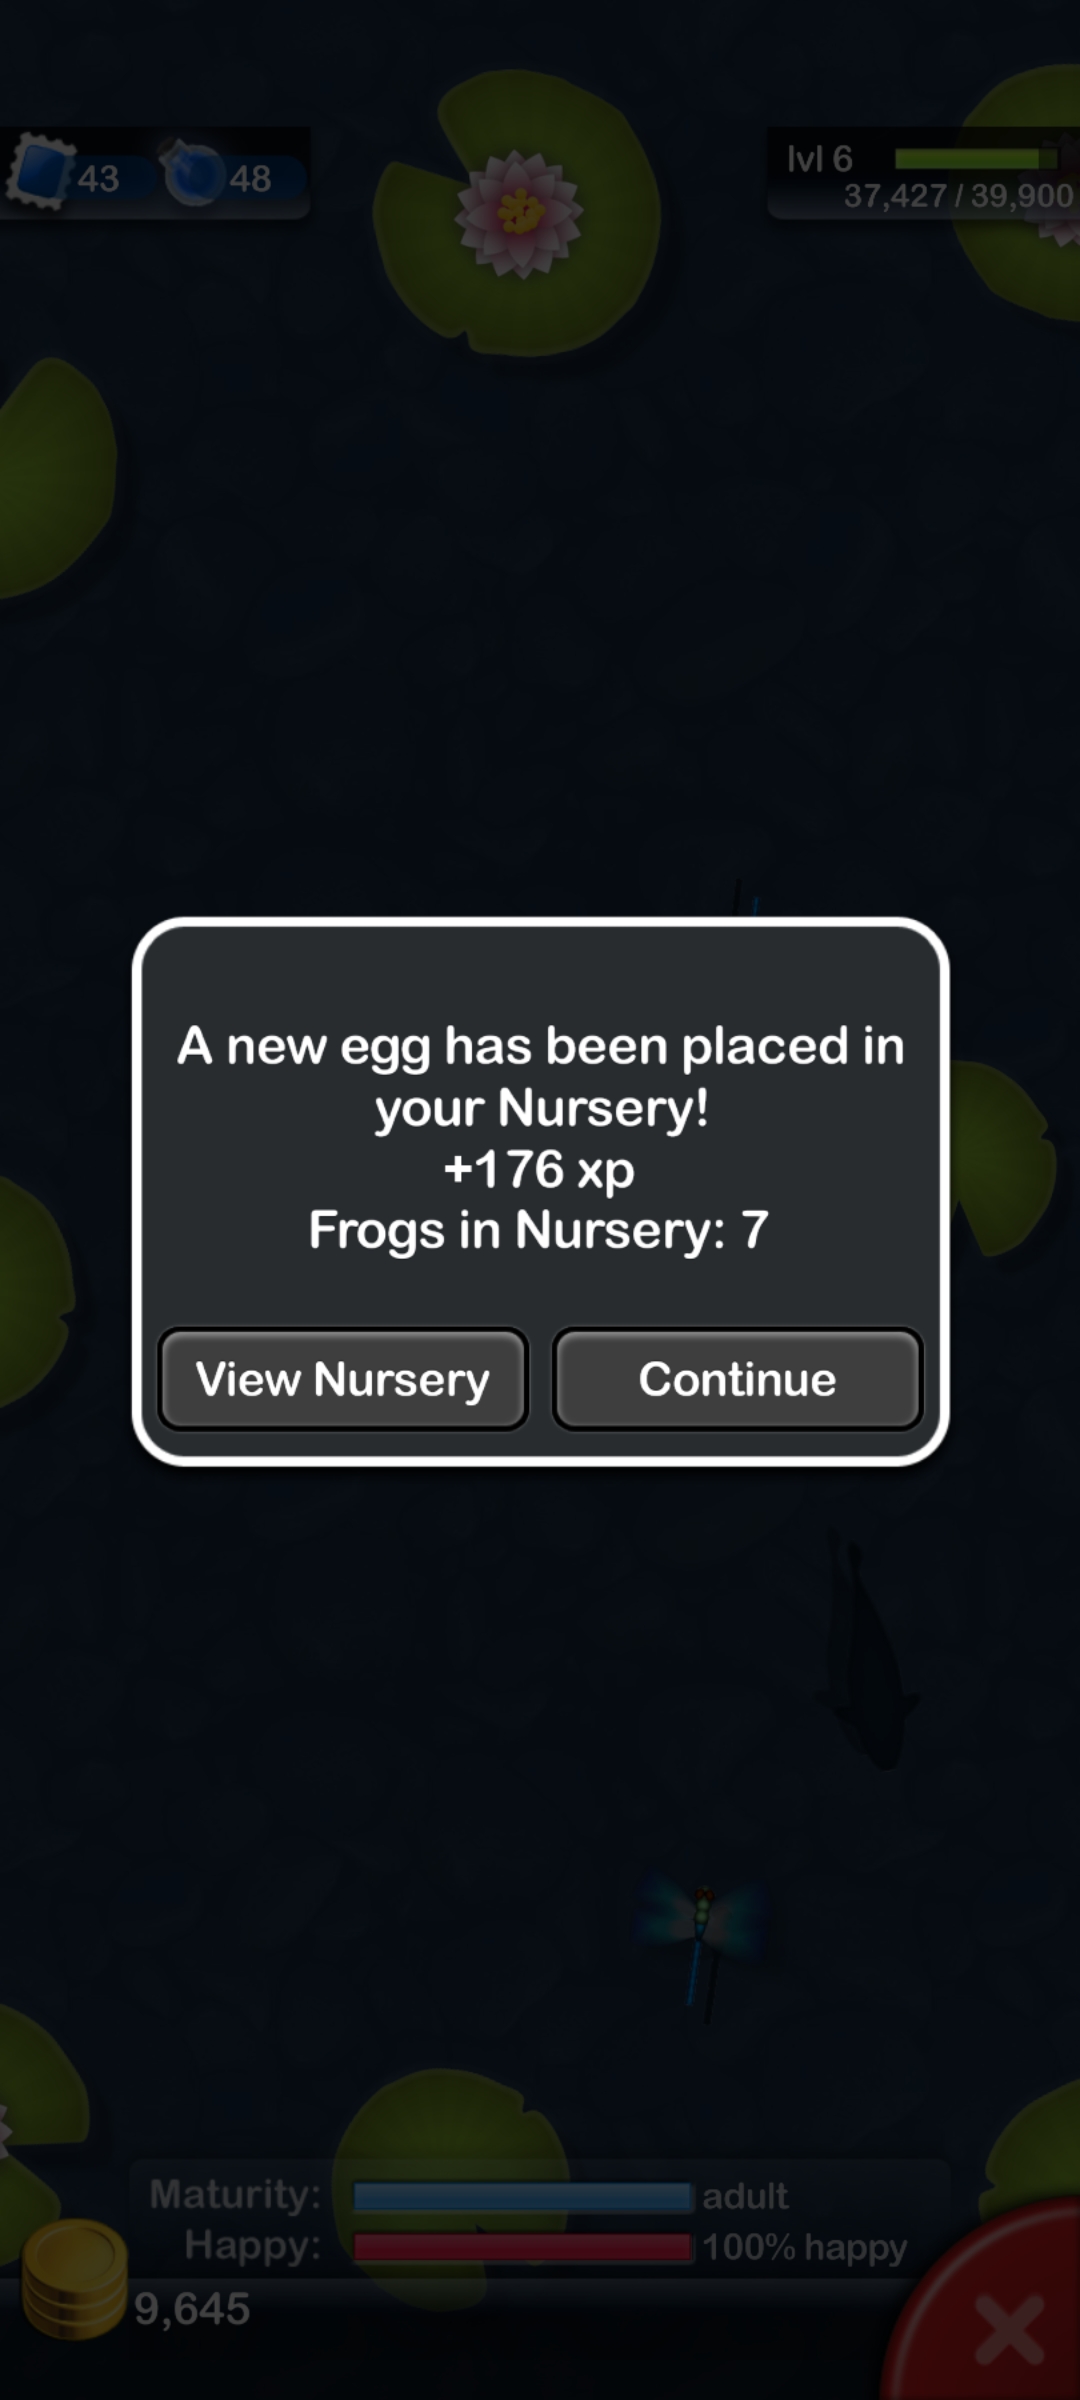 43
48
lvl 6
37,427 / 39,900
A new egg has been placed in
your Nursery!
+176 xp
Frogs in Nursery: 7
View Nursery
Continue
Maturity:
adult
Happy:
100% happy
9,645